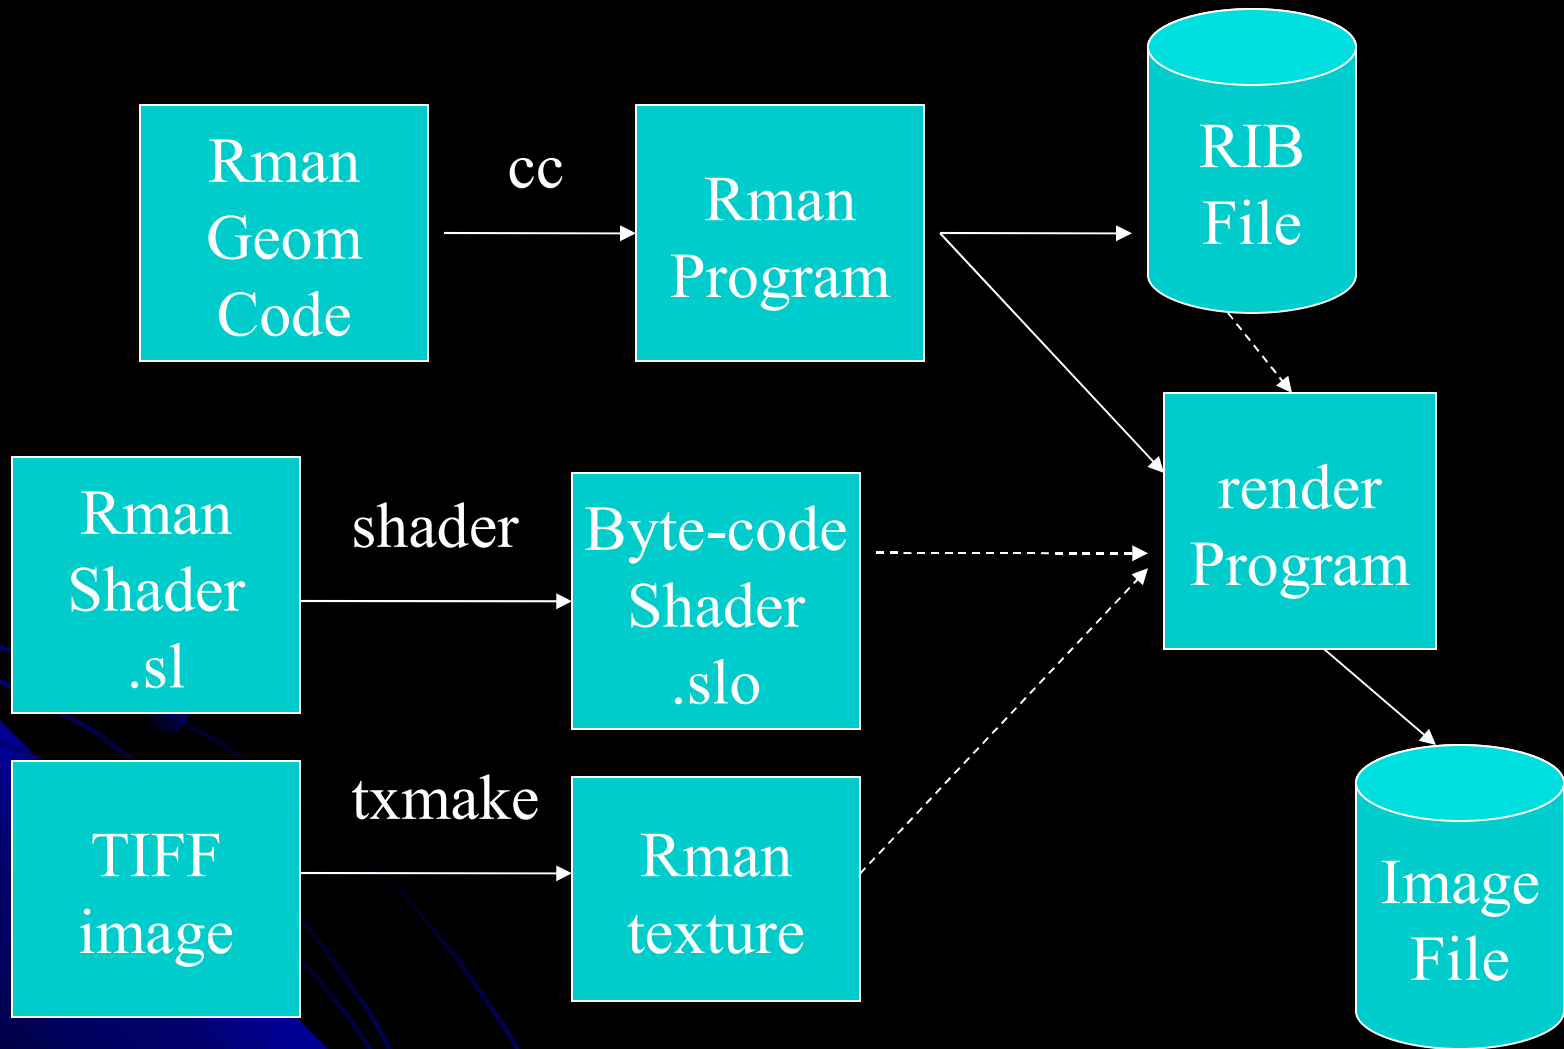 Rman
Geom
Code
cc
Rman
Program
RIB
File
Rman
Shader
.sl
shader
Byte-code
Shader
.slo
render
Program
TIFF
image
txmake
Rman
texture
Image
File